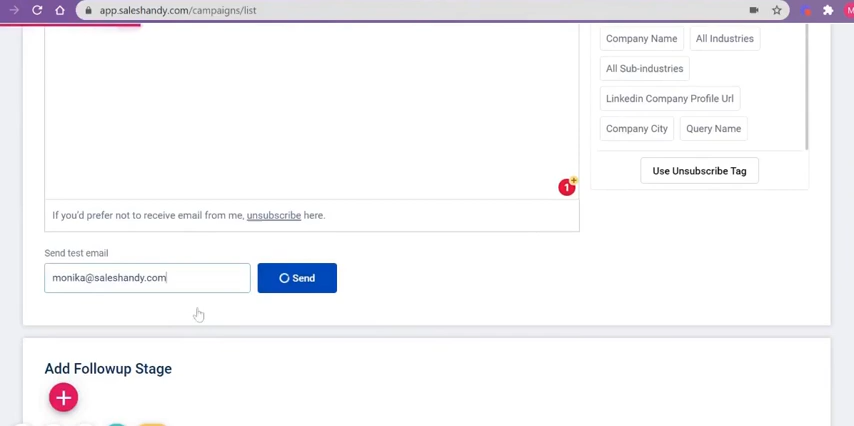 app.saleshandy.com/campaigns/list
M
Company Name All Industries
All Sub-industries
Linkedin Company Profile Url
Company City Query Name
Use Unsubscribe Tag
1
If you'd prefer not to receive email from me, unsubscribe here.
Send test email
monika@saleshandy.com Send
Add Followup Stage